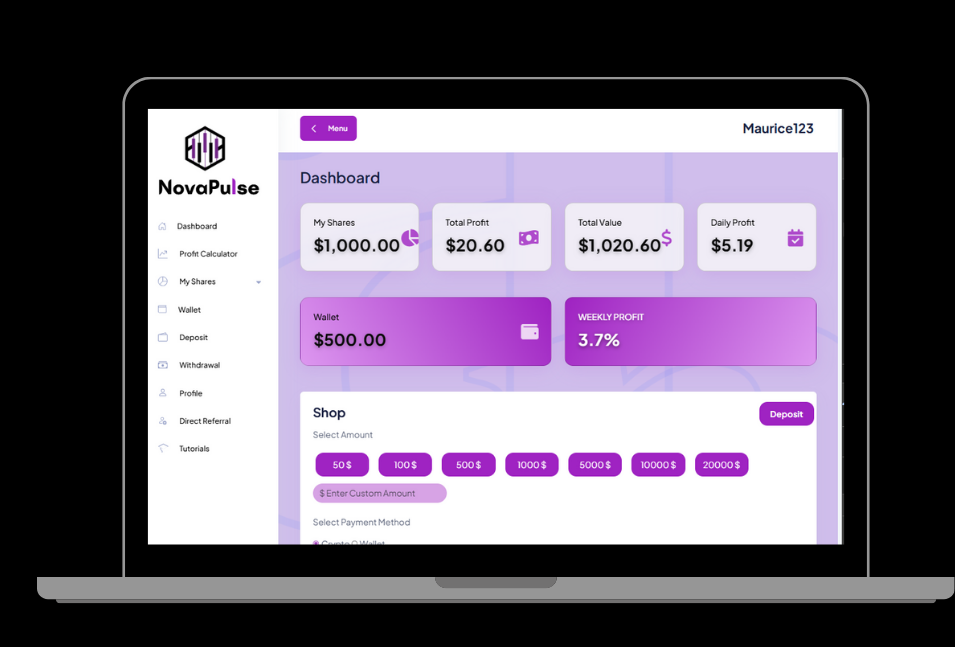 NovaPulse
Dashboard
Profit Calculator
My Shares
Wallet
Deposit
Withdrawal
Profile
Direct Referral
Tutorials
Menu
Maurice123
Dashboard
My Shares
$1,000.00
Total Profit
$20.60
Total Value
$1,020.60
Daily Profit
$5.19
Wallet
$500.00
WEEKLY PROFIT
3.7%
Shop
Deposit
Select Amount
50 $ 100 $ 500 $ 1000 $ 5000 $ 10000 $ 20000 $
$ Enter Custom Amount
Select Payment Method
Crypto Wallet